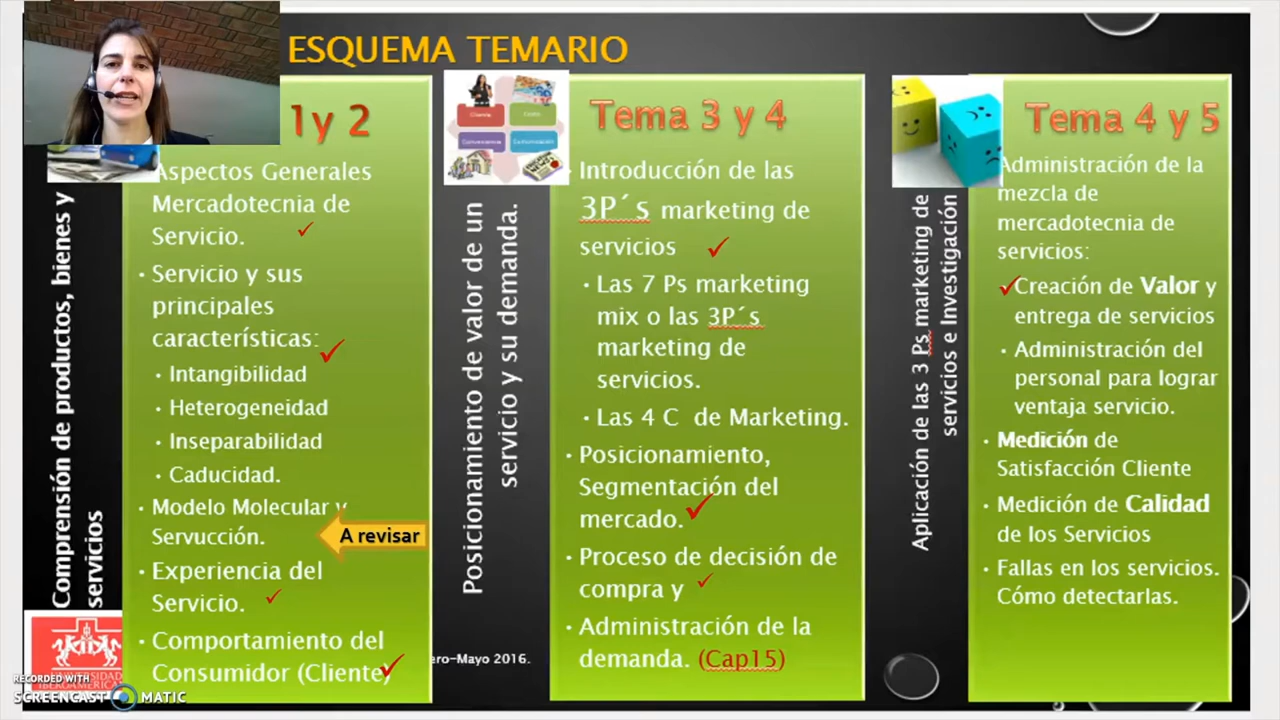 ESQUEMA TEMARIO
1y 2
Comprensión de productos, bienes y
servicios
Aspectos Generales
Mercadotecnia de
Servicio.
• Servicio y sus
principales
características:
• Intangibilidad
• Heterogeneidad
• Inseparabilidad
• Caducidad.
• Modelo Molecular y
Servucción.
A revisar
• Experiencia del
Servicio.
• Comportamiento del
Consumidor (Cliente)
Tema 3 y 4
Posicionamiento de valor de un
servicio y su demanda.
Introducción de las
3P´s marketing de
servicios
• Las 7 Ps marketing
mix o las 3P´s
marketing de
servicios.
• Las 4 C de Marketing.
• Posicionamiento,
Segmentación del
mercado.
• Proceso de decisión de
compra y
• Administración de la
demanda. (Cap15)
Tema 4 y 5
Aplicación de las 3 Ps marketing de
servicios e Investigación
Administración de la
mezcla de
mercadotecnia de
servicios:
Creación de Valor y
entrega de servicios
• Administración del
personal para lograr
ventaja servicio.
• Medición de
Satisfacción Cliente
• Medición de Calidad
de los Servicios
• Fallas en los servicios.
Cómo detectarlas.
ero-Mayo 2016.
RECORDED WITH
SCREENCAST MATIC